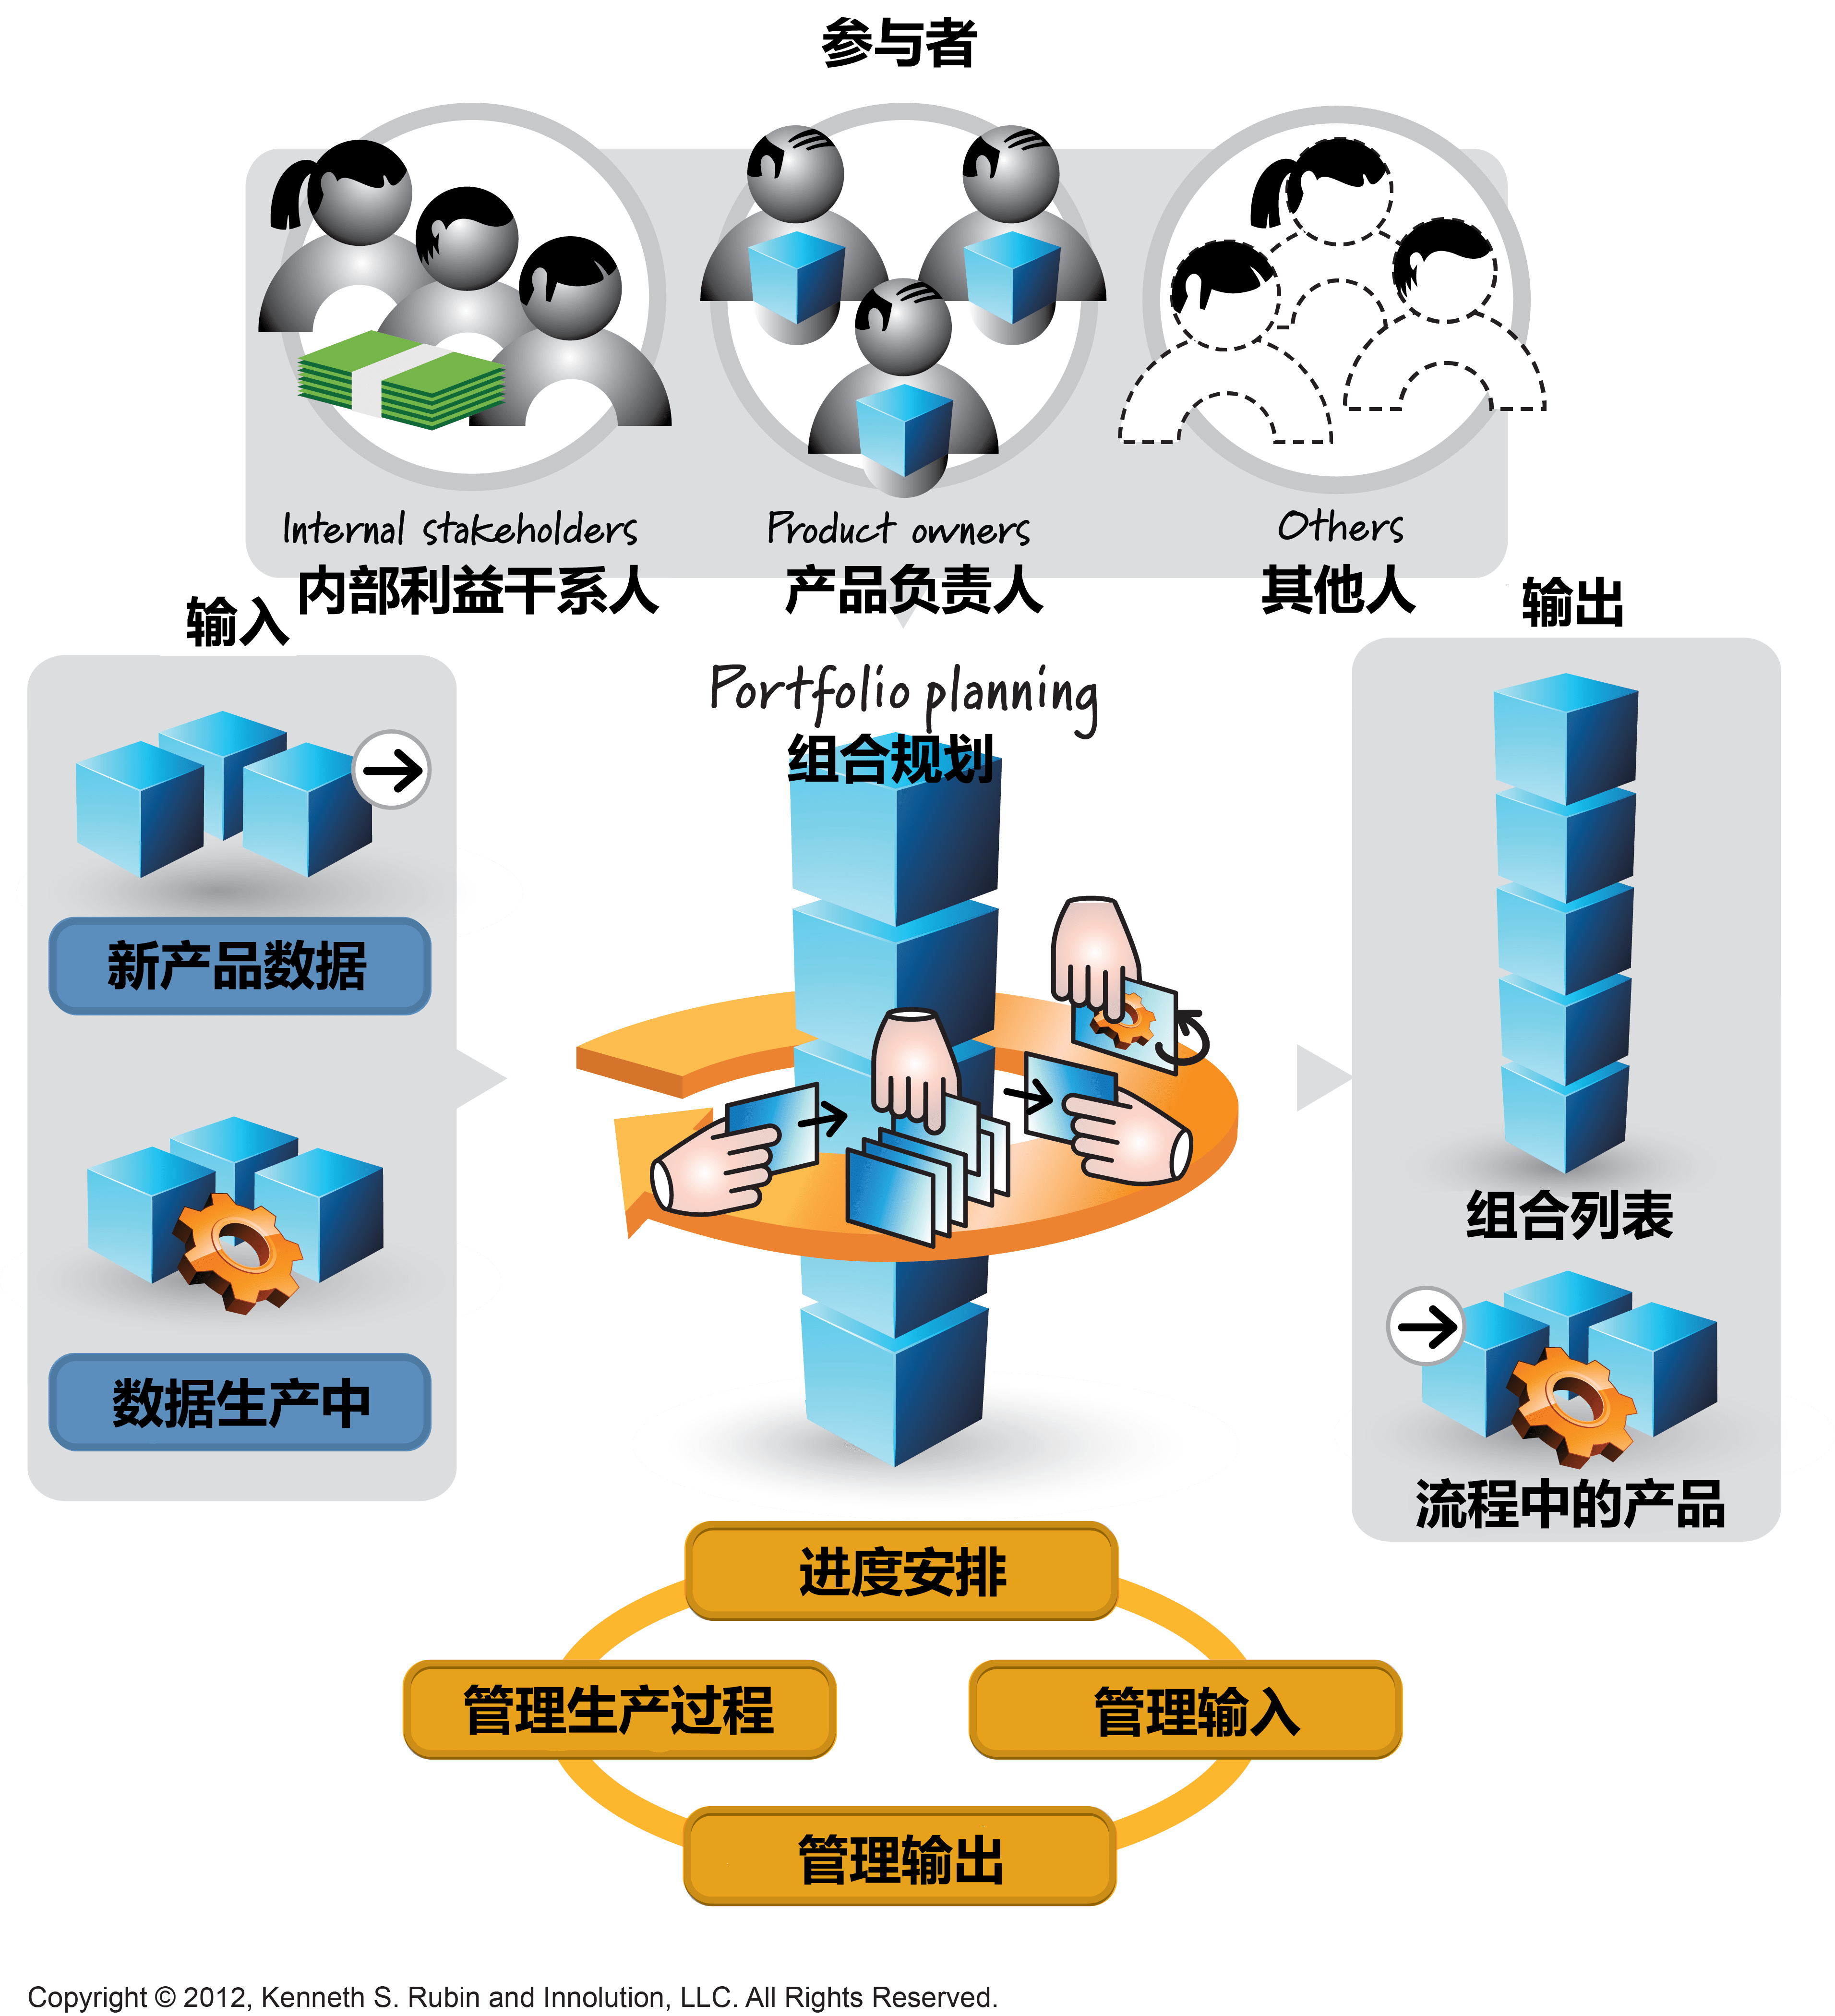 参与者
Internal stakeholders
内部利益干系人
Product owners
产品负责人
Others
其他人
输入
新产品数据
数据生产中
Portfolio planning
组合规划
输出
组合列表
流程中的产品
进度安排
管理生产过程
管理输入
管理输出
Copyright © 2012, Kenneth S. Rubin and Innolution, LLC. All Rights Reserved.